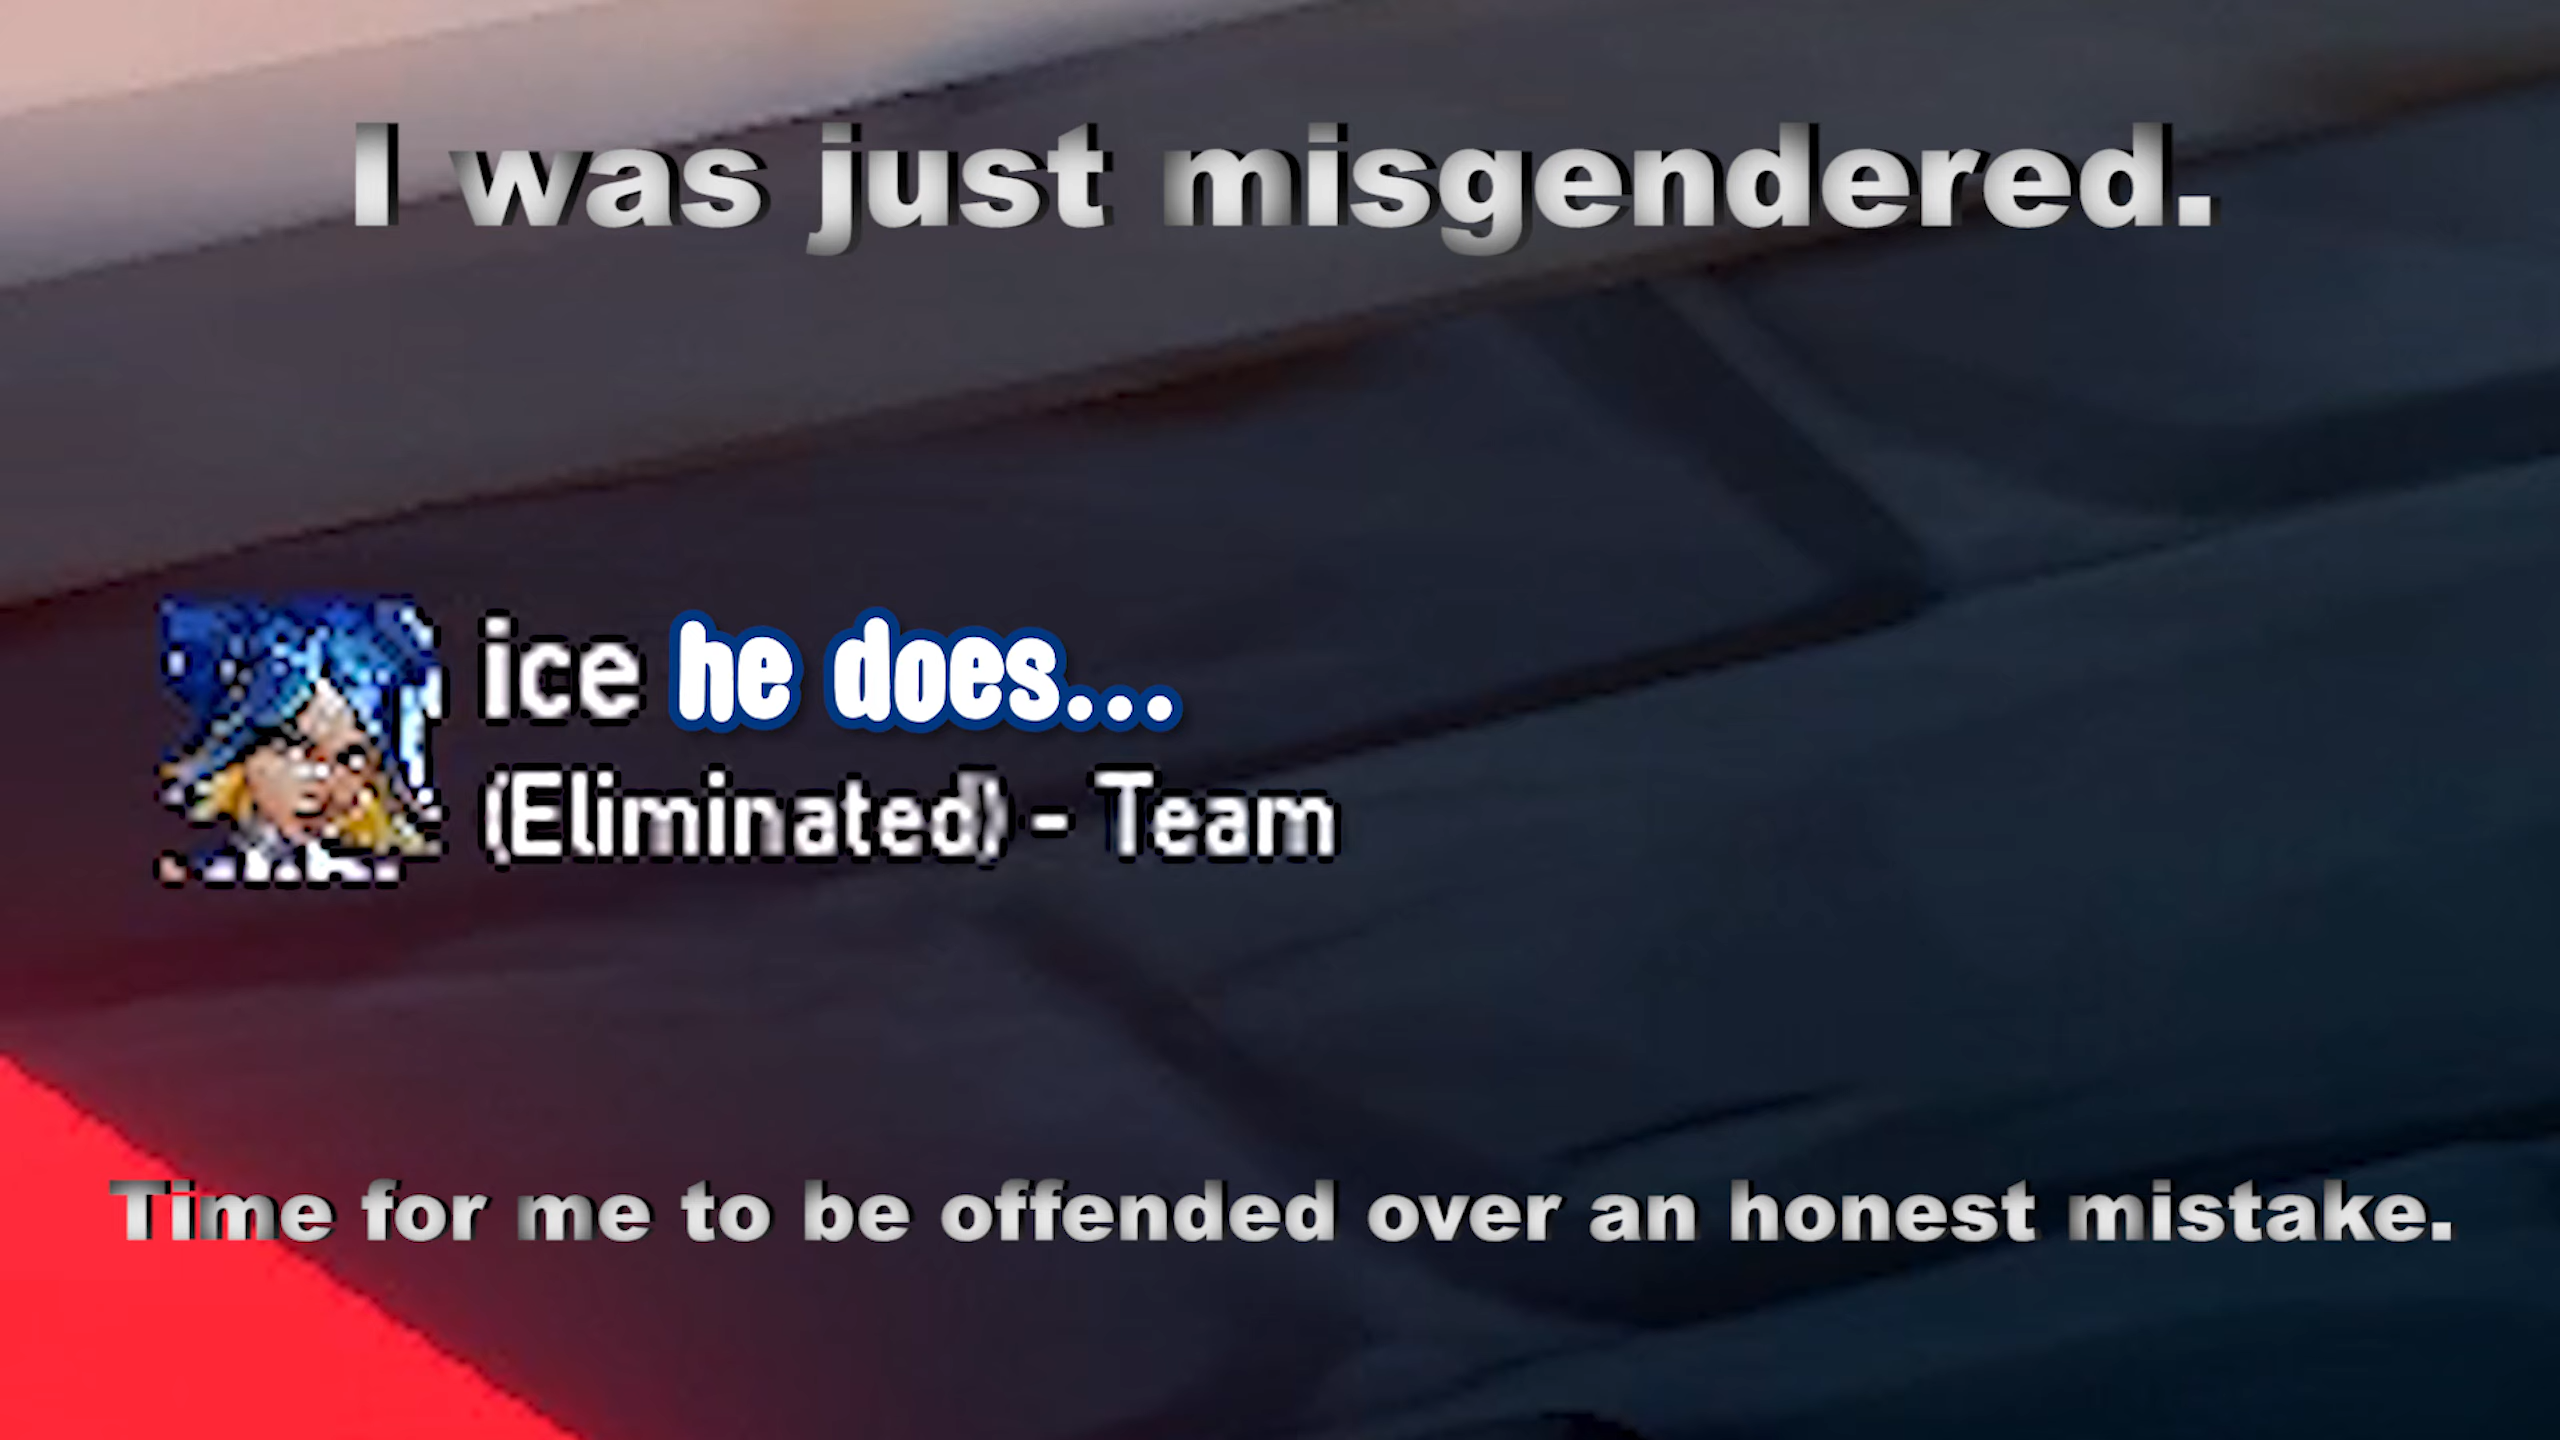 I was just misgendered.
ice he does...
(Eliminated) - Team
Time for me to be offended over an honest mistake.